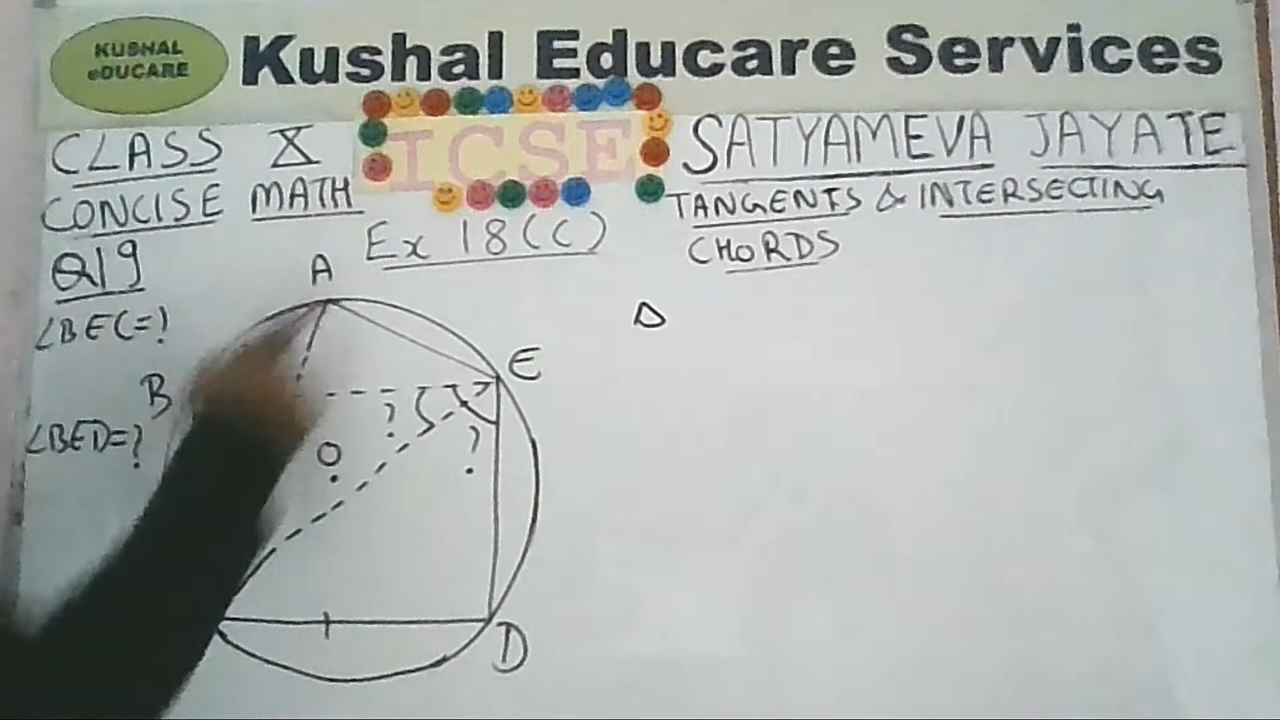 KUSHAL
eDUCARE
Kushal Educare Services
CLASS X
ICSE
SATYAMEVA JAYATE
CONCISE MATH
TANGENTS & INTERSECTING
CHORDS
Ex 18(C)
Q19
A
∠BEC=?
∠BED=?
B
E
?
?
O
D
Δ